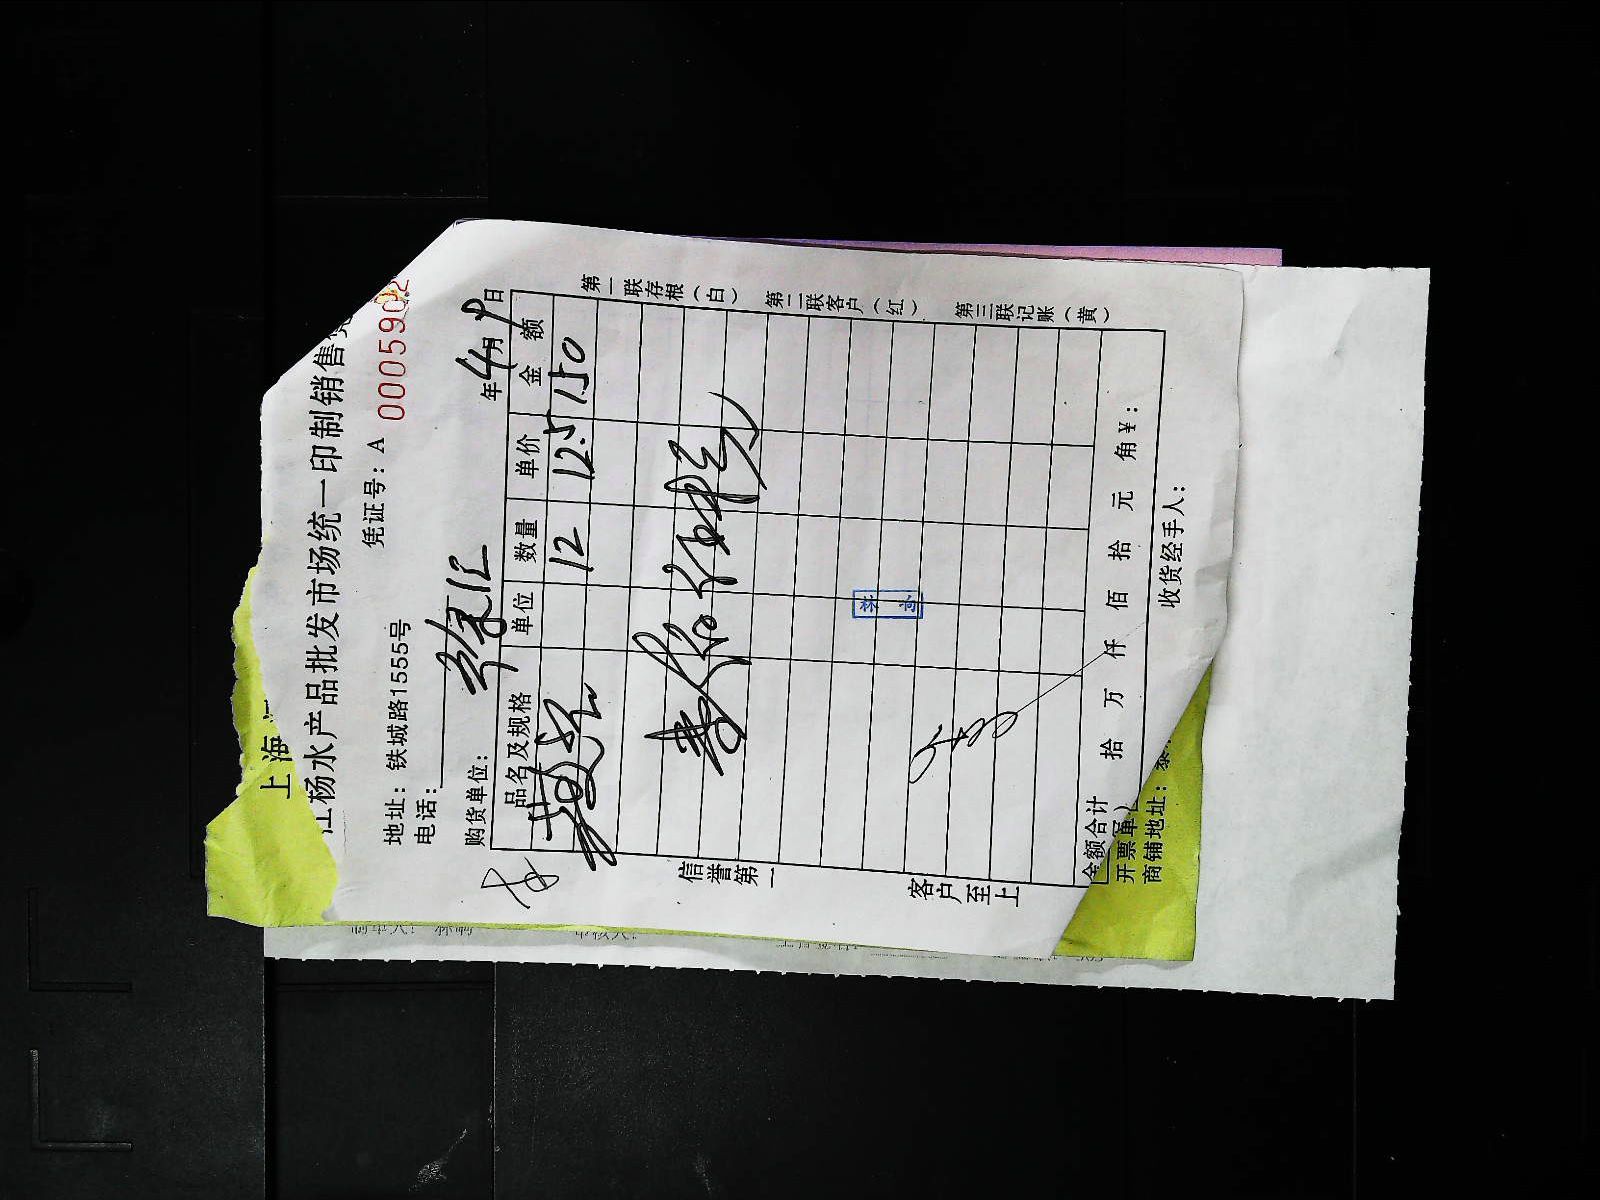 上海
江杨水产品批发市场统一印制销售
凭证号：A 0005902
地址：铁城路1555号
电话：
购货单位： 徐汇
年4月9日
品名及规格 单位 数量 单价 金额
12 12.5 150
信誉第一
客户至上
第一联存根（白）
第二联客户（红）
第三联记账（黄）
金额合计 拾 万 仟 佰 拾 元 角¥：
开票单
收货经手人：
商铺地址：